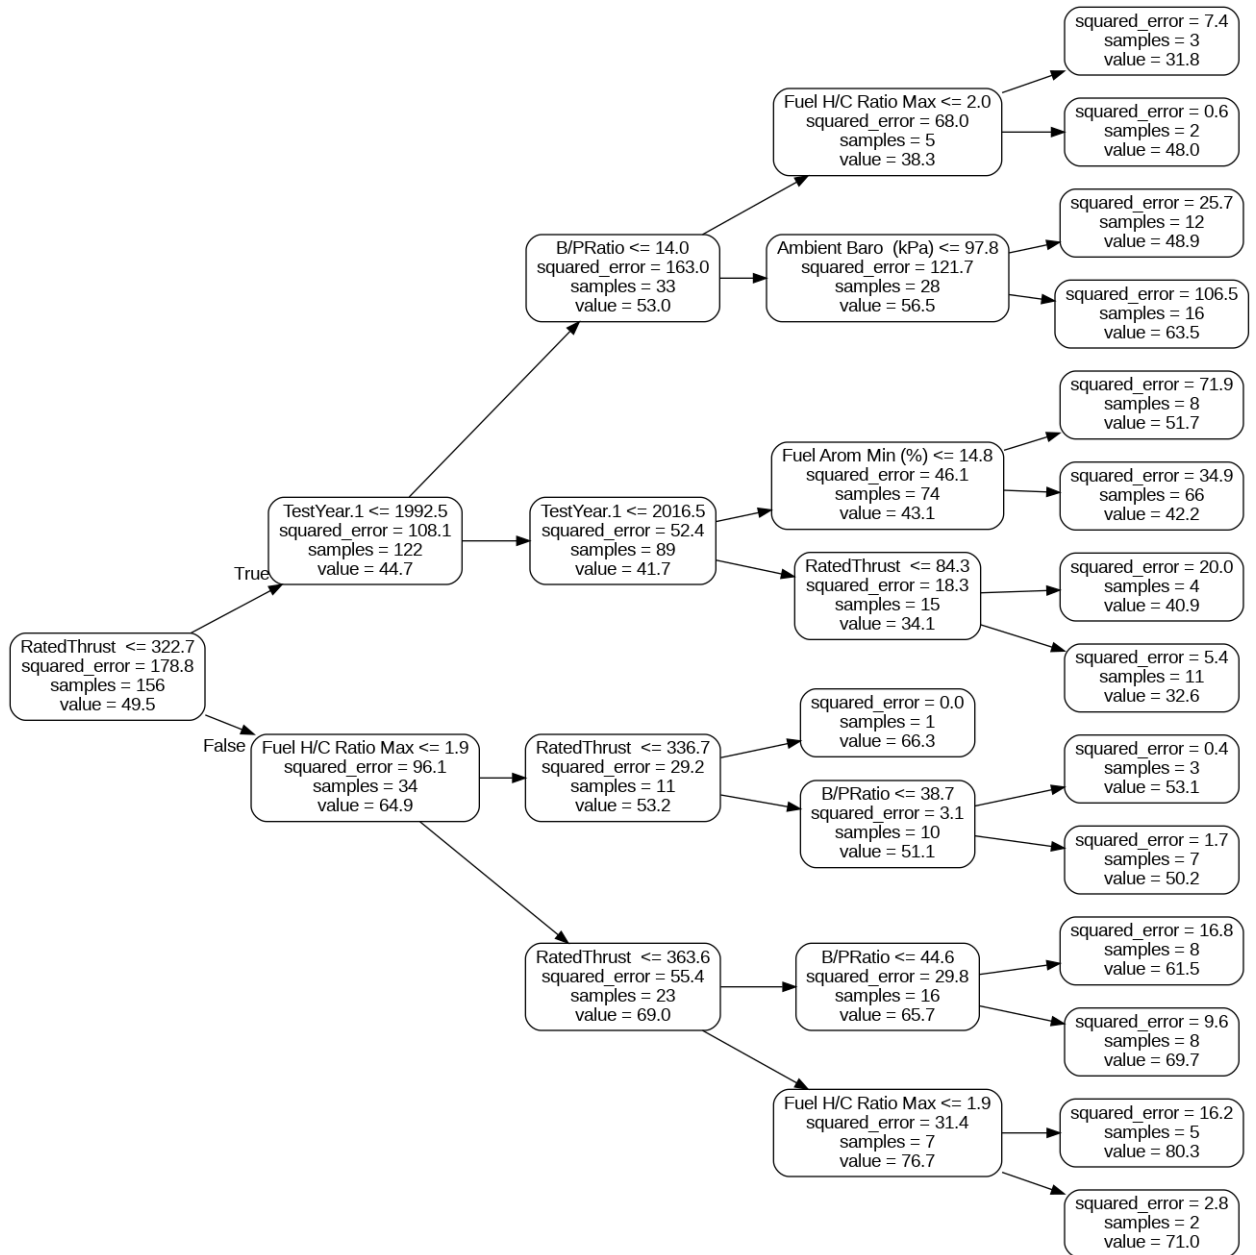 squared_error = 7.4
samples = 3
value = 31.8
Fuel H/C Ratio Max <= 2.0
squared_error = 68.0
samples = 5
value = 38.3
squared_error = 0.6
samples = 2
value = 48.0
squared_error = 25.7
samples = 12
value = 48.9
B/PRatio <= 14.0
squared_error = 163.0
samples = 33
value = 53.0
Ambient Baro  (kPa) <= 97.8
squared_error = 121.7
samples = 28
value = 56.5
squared_error = 106.5
samples = 16
value = 63.5
squared_error = 71.9
samples = 8
value = 51.7
Fuel Arom Min (%) <= 14.8
squared_error = 46.1
samples = 74
value = 43.1
squared_error = 34.9
samples = 66
value = 42.2
TestYear.1 <= 1992.5
squared_error = 108.1
samples = 122
value = 44.7
TestYear.1 <= 2016.5
squared_error = 52.4
samples = 89
value = 41.7
RatedThrust  <= 84.3
squared_error = 18.3
samples = 15
value = 34.1
squared_error = 20.0
samples = 4
value = 40.9
True
squared_error = 5.4
samples = 11
value = 32.6
RatedThrust  <= 322.7
squared_error = 178.8
samples = 156
value = 49.5
False
squared_error = 0.0
samples = 1
value = 66.3
Fuel H/C Ratio Max <= 1.9
squared_error = 96.1
samples = 34
value = 64.9
RatedThrust  <= 336.7
squared_error = 29.2
samples = 11
value = 53.2
squared_error = 0.4
samples = 3
value = 53.1
B/PRatio <= 38.7
squared_error = 3.1
samples = 10
value = 51.1
squared_error = 1.7
samples = 7
value = 50.2
squared_error = 16.8
samples = 8
value = 61.5
RatedThrust  <= 363.6
squared_error = 55.4
samples = 23
value = 69.0
B/PRatio <= 44.6
squared_error = 29.8
samples = 16
value = 65.7
squared_error = 9.6
samples = 8
value = 69.7
Fuel H/C Ratio Max <= 1.9
squared_error = 31.4
samples = 7
value = 76.7
squared_error = 16.2
samples = 5
value = 80.3
squared_error = 2.8
samples = 2
value = 71.0